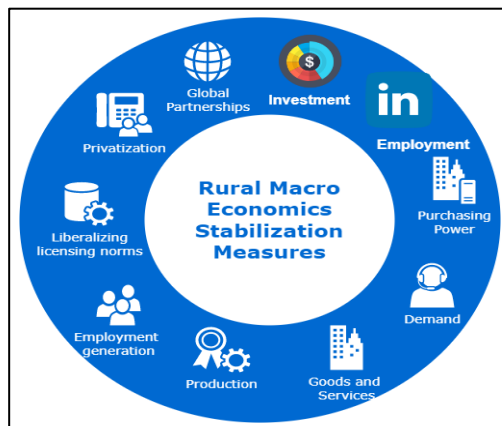 Global
Partnerships
$
Investment
in
Employment
Purchasing
Power
Demand
Goods and
Services
Production
Employment
generation
Liberalizing
licensing norms
Privatization
Rural Macro
Economics
Stabilization
Measures